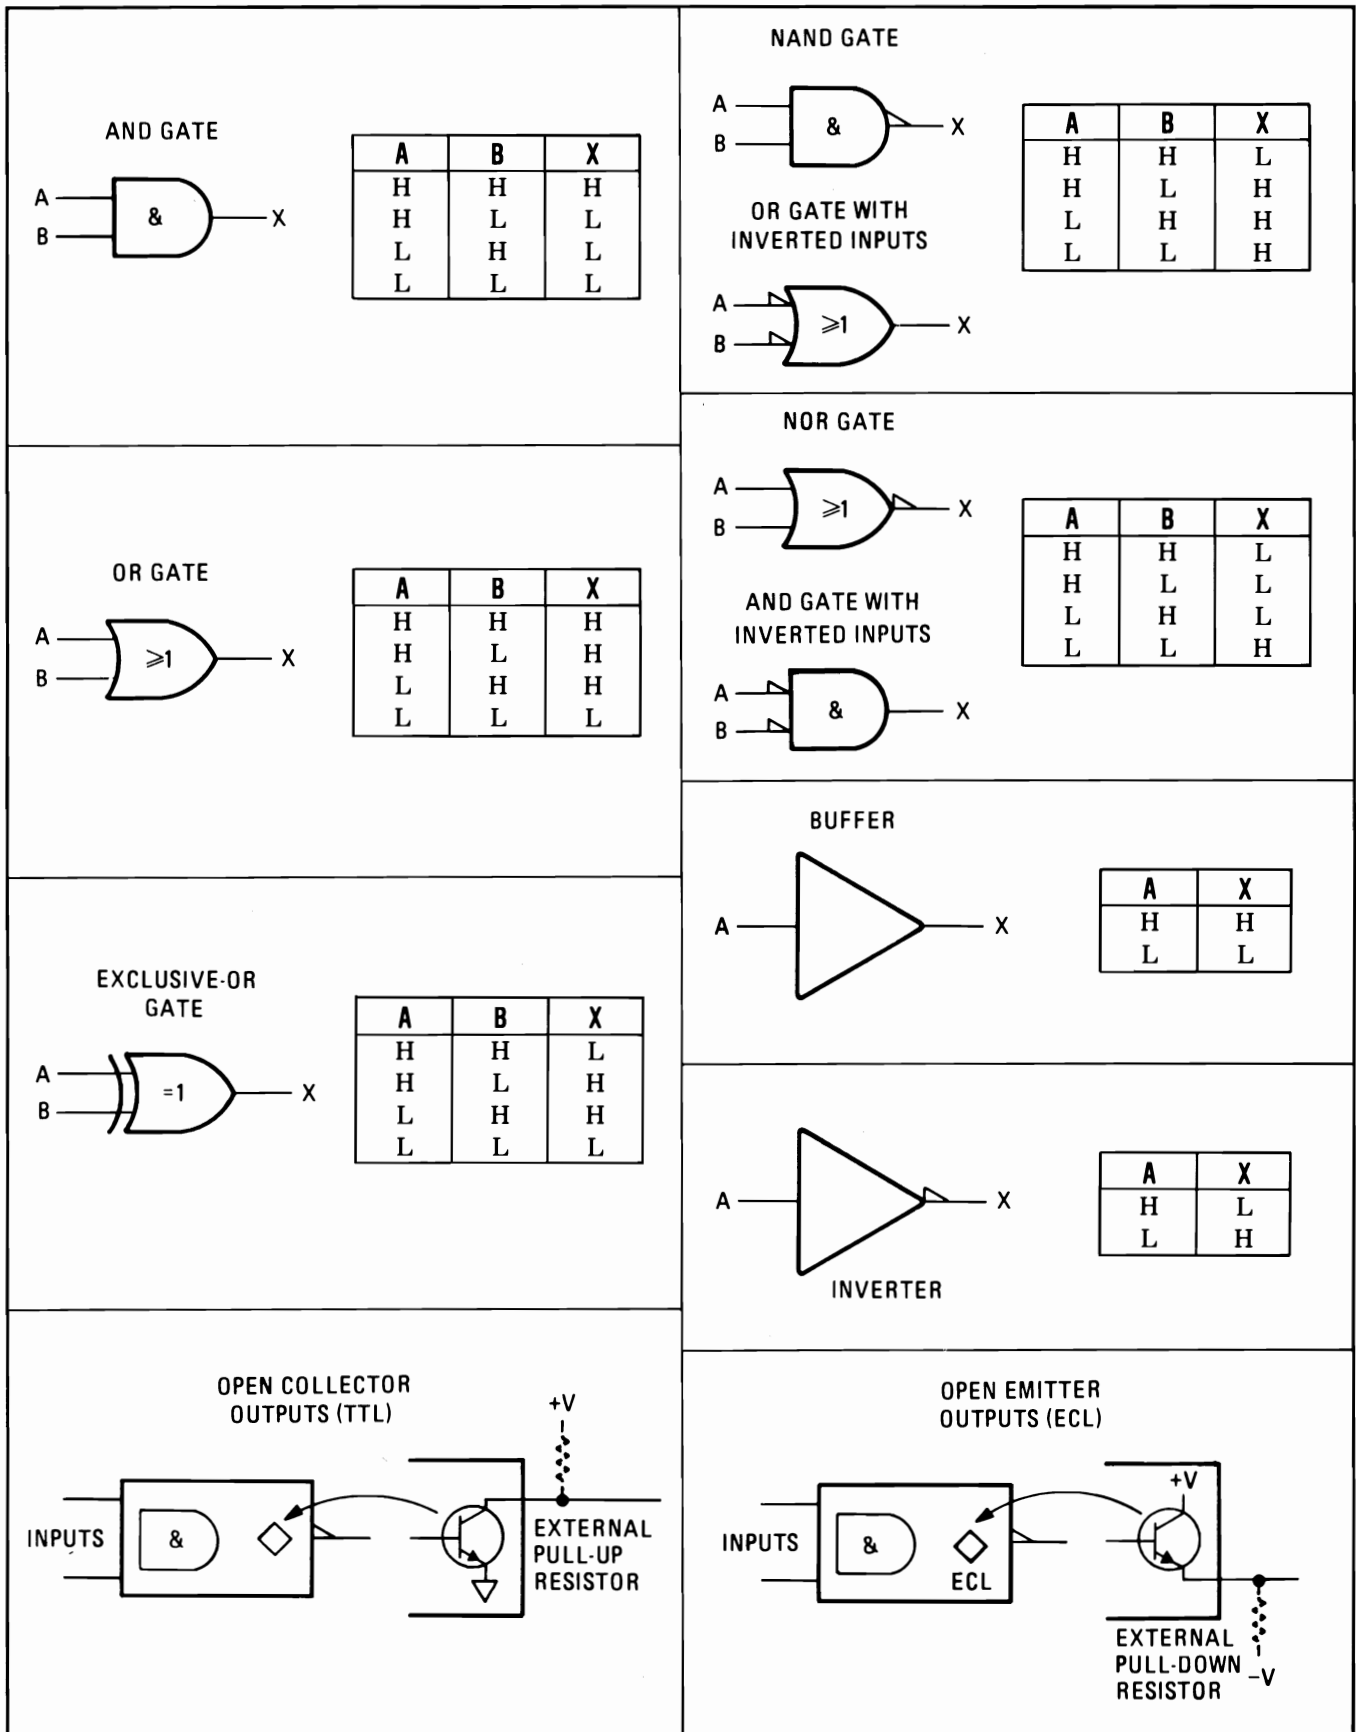 AND GATE
A
B
&
X
A B X
H H H
H L L
L H L
L L L
OR GATE
A
B
⩾1
X
A B X
H H H
H L H
L H H
L L L
EXCLUSIVE-OR
GATE
A
B
=1
X
A B X
H H L
H L H
L H H
L L L
OPEN COLLECTOR
OUTPUTS (TTL)
INPUTS
&
+V
EXTERNAL
PULL-UP
RESISTOR
NAND GATE
A
B
&
X
OR GATE WITH
INVERTED INPUTS
A
B
⩾1
X
A B X
H H L
H L H
L H H
L L H
NOR GATE
A
B
⩾1
X
AND GATE WITH
INVERTED INPUTS
A
B
&
X
A B X
H H L
H L L
L H L
L L H
BUFFER
A
X
A X
H H
L L
A
X
INVERTER
A X
H L
L H
OPEN EMITTER
OUTPUTS (ECL)
INPUTS
&
ECL
+V
EXTERNAL
PULL-DOWN
RESISTOR
–V